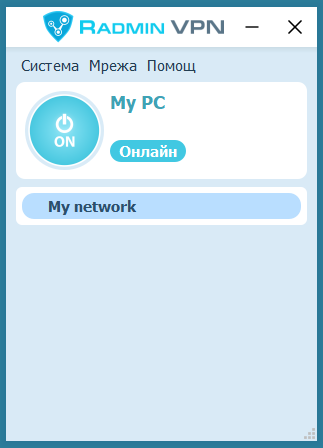 RADMIN VPN
Система Мрежа Помощ
My PC
ON
Онлайн
My network